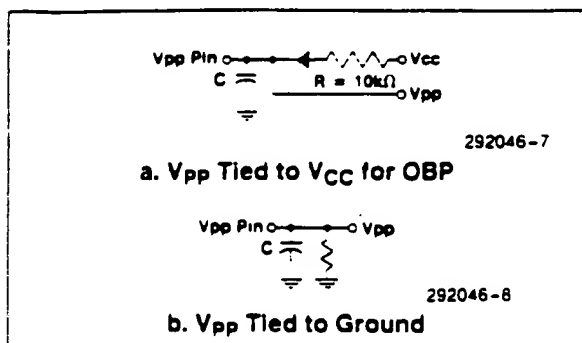 Vpp Pin Vcc
C R = 10kΩ
Vpp
292046-7
a. Vpp Tied to VCC for OBP
Vpp Pin Vpp
C
292046-8
b. Vpp Tied to Ground